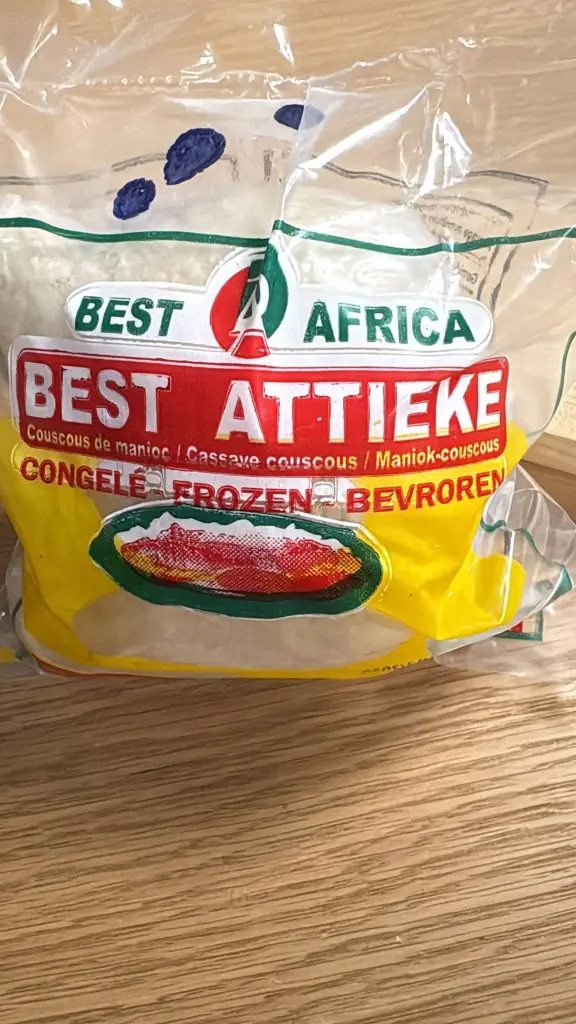 BEST AFRICA
BEST ATTIEKE
Couscous de manioc / Cassave couscous / Maniok-couscous
CONGELÉ - FROZEN - BEVROREN